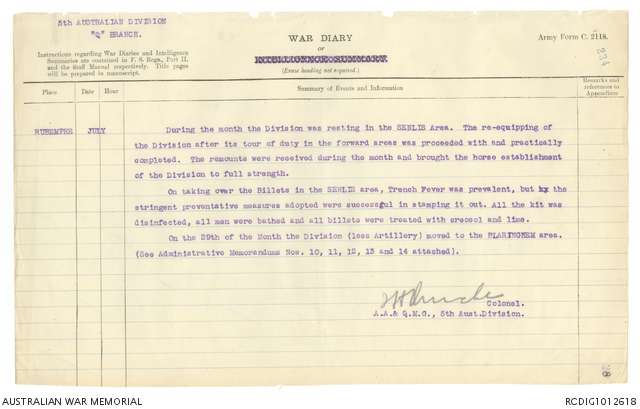 5th AUSTRALIAN DIVISION
"Q" BRANCH.
WAR DIARY
OF
INTELLIGENCE SUMMARY.
(Erase heading not required.)
Army Form C. 2118.
234
Instructions regarding War Diaries and Intelligence
Summaries are contained in F. S. Regs., Part II.
and the Staff Manual respectively. Title pages
will be prepared in manuscript.
Place Date Hour Summary of Events and Information Remarks and references to Appendices
RUBEMPRE JULY During the month the Division was resting in the SENLIS Area. The re-equipping of
the Division after its tour of duty in the forward areas was proceeded with and practically
completed. The remounts were received during the month and brought the horse establishment
of the Division to full strength.
On taking over the Billets in the SENLIS area, Trench Fever was prevalent, but by the
stringent preventative measures adopted were successful in stamping it out. All the kit was
disinfected, all men were bathed and all billets were treated with creosol and lime.
On the 29th of the Month the Division (less Artillery) moved to the BLARINGHEM area.
(See Administrative Memorandums Nos. 10, 11, 12, 13 and 14 attached).
Colonel.
A.A.& Q.M.G., 5th Aust.Division.
AUSTRALIAN WAR MEMORIAL
RCDIG1012618